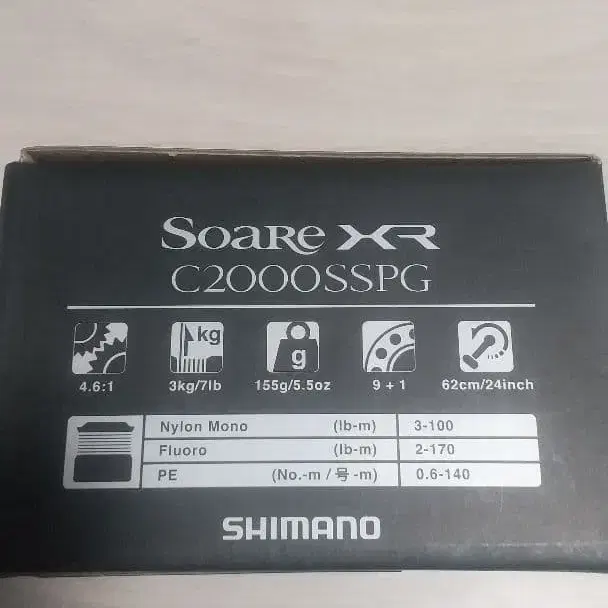 SOARE XR
C2000SSPG
kg g
4.6:1 3kg/7lb 155g/5.5oz 9 + 1 62cm/24inch
Nylon Mono (lb-m) 3-100
Fluoro (lb-m) 2-170
PE (No.-m / 号-m) 0.6-140
SHIMANO